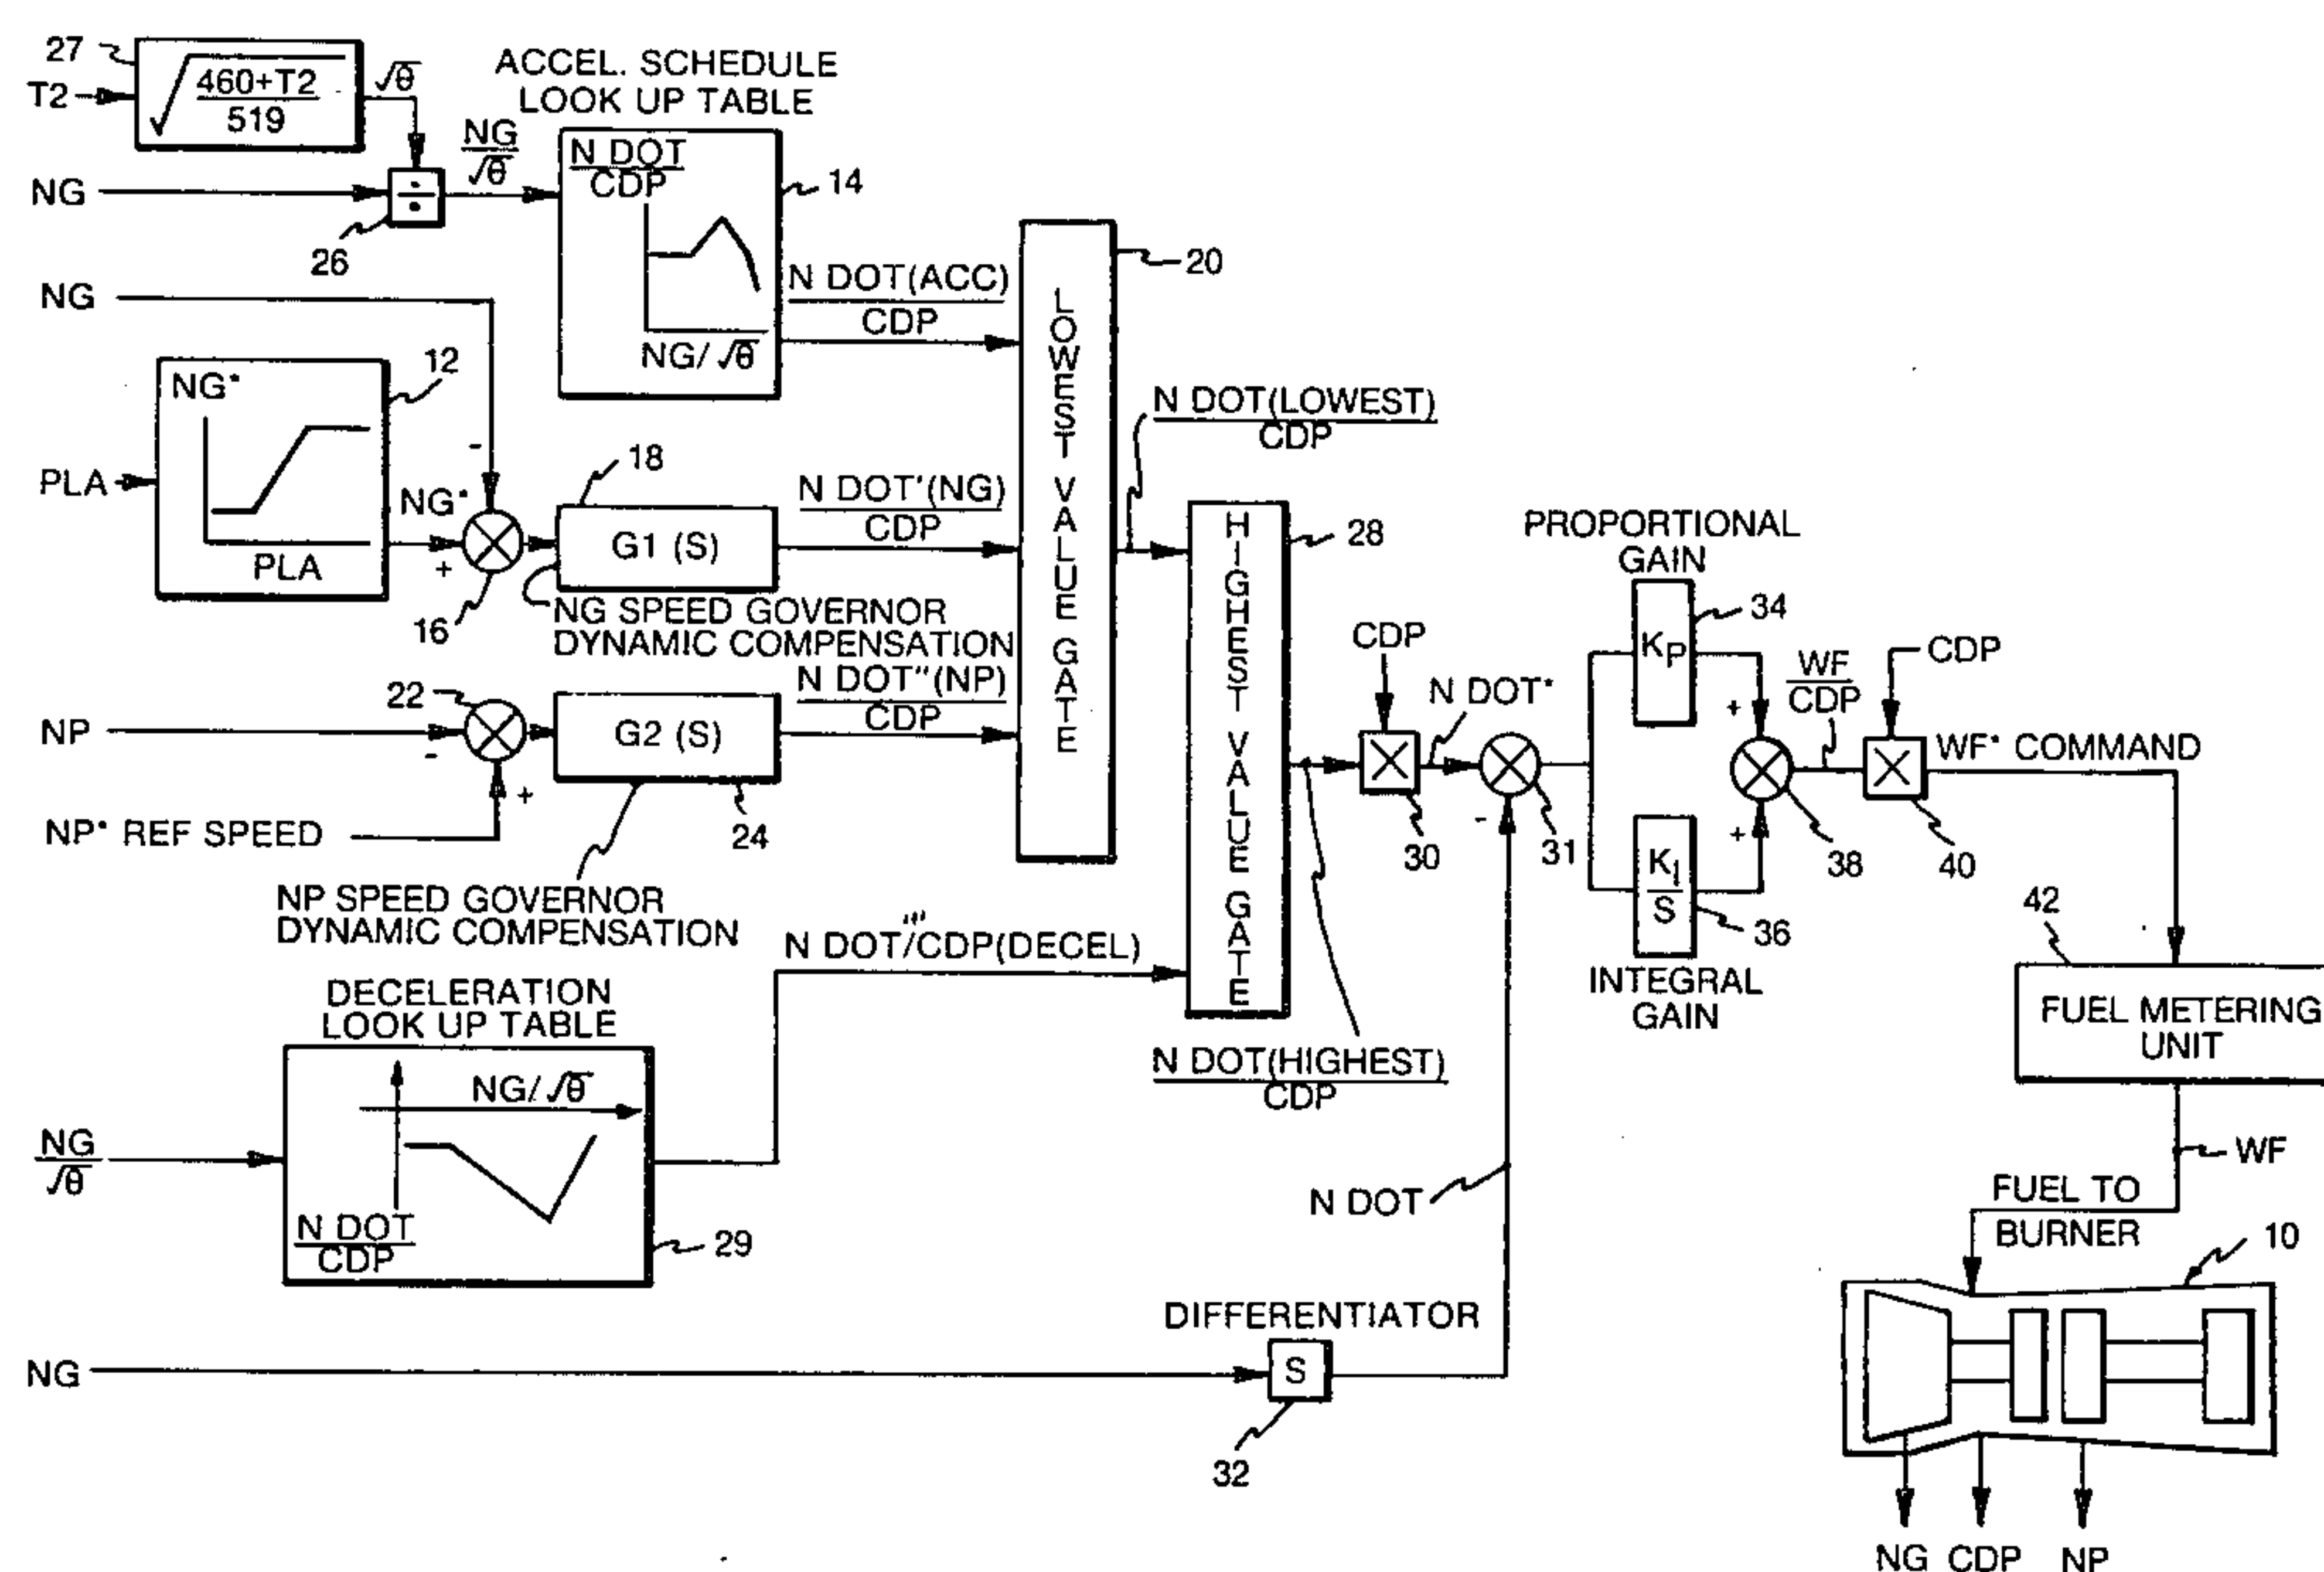 27
T2
460+T2
519
√θ
ACCEL. SCHEDULE
LOOK UP TABLE
NG
÷
26
NG
√θ
N DOT
CDP
NG/√θ
14
N DOT(ACC)
CDP
20
LOWEST VALUE GATE
NG
PLA
NG*
PLA
12
NG*
-
+
16
18
G1 (S)
NG SPEED GOVERNOR
DYNAMIC COMPENSATION
N DOT'(NG)
CDP
N DOT(LOWEST)
CDP
NP
22
-
+
NP* REF SPEED
G2 (S)
24
N DOT"(NP)
CDP
NP SPEED GOVERNOR
DYNAMIC COMPENSATION
28
HIGHEST VALUE GATE
N DOT'''/CDP(DECEL)
DECELERATION
LOOK UP TABLE
NG
√θ
NG/√θ
N DOT
CDP
29
N DOT(HIGHEST)
CDP
CDP
30
N DOT*
-
31
N DOT
NG
DIFFERENTIATOR
S
32
PROPORTIONAL
GAIN
KP
34
KI
S
36
INTEGRAL
GAIN
+
+
38
WF
CDP
CDP
40
WF* COMMAND
42
FUEL METERING
UNIT
WF
FUEL TO
BURNER
10
NG CDP NP